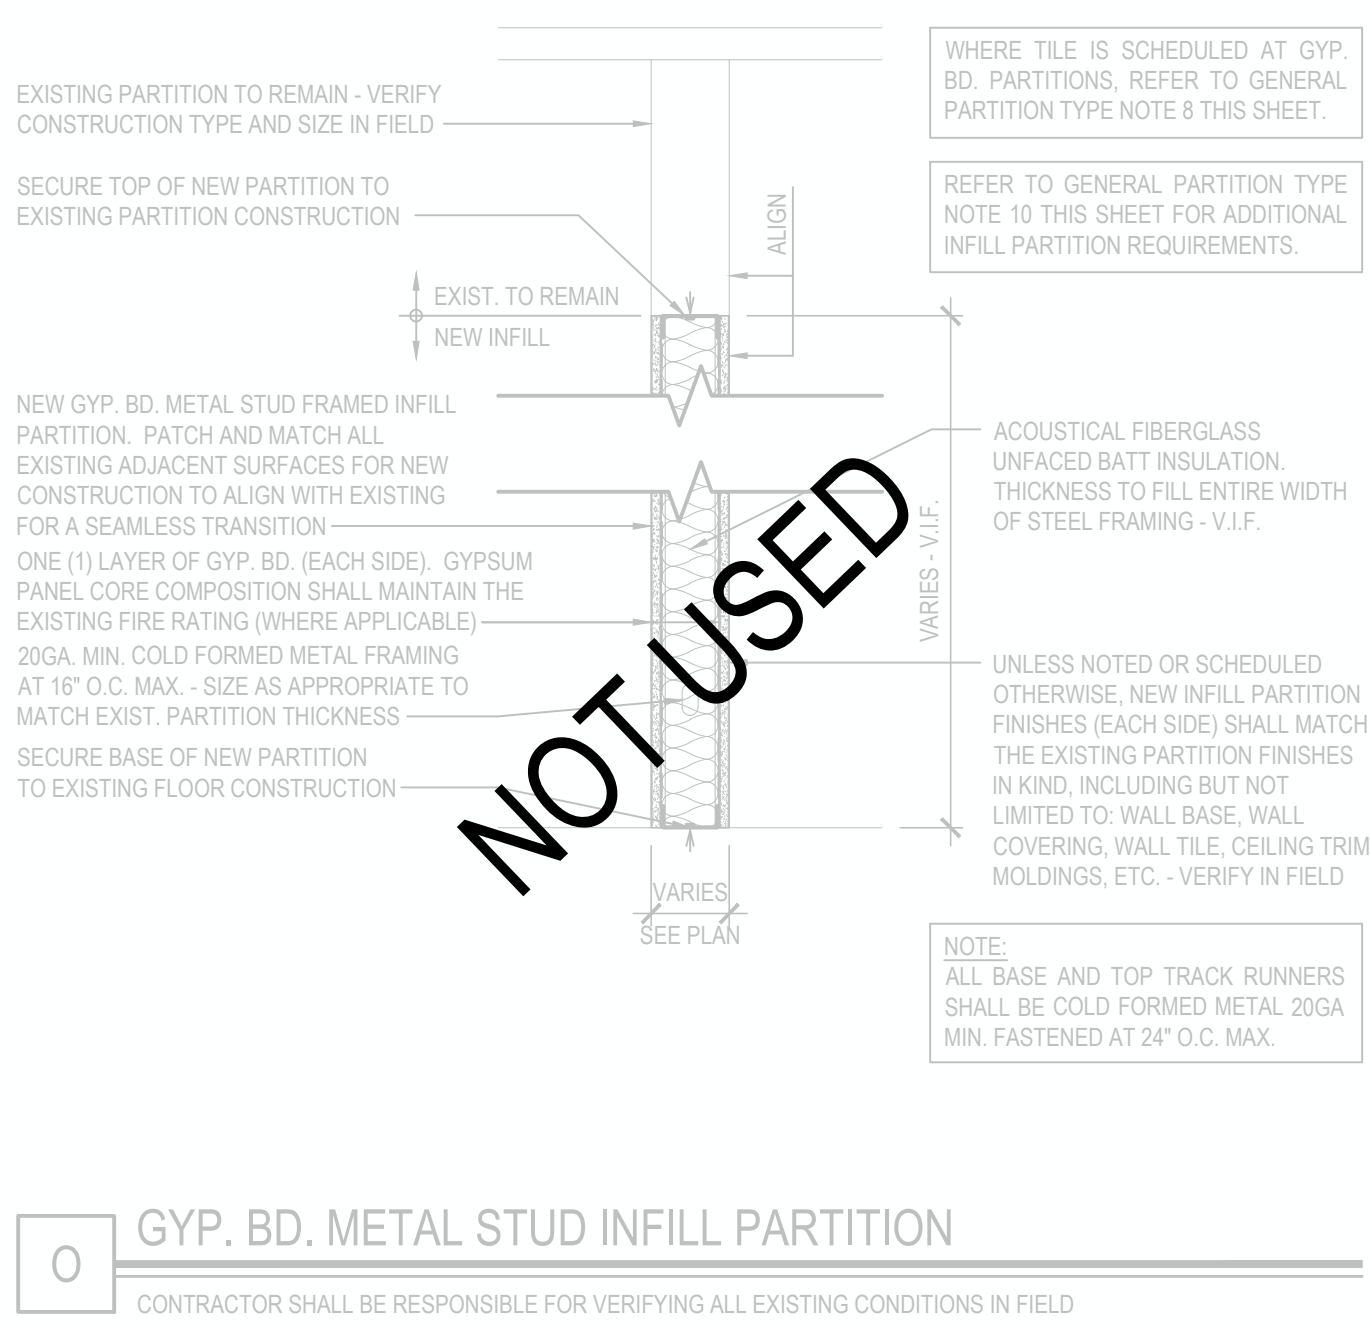 EXISTING PARTITION TO REMAIN - VERIFY
CONSTRUCTION TYPE AND SIZE IN FIELD
SECURE TOP OF NEW PARTITION TO
EXISTING PARTITION CONSTRUCTION
EXIST. TO REMAIN
NEW INFILL
ALIGN
NEW GYP. BD. METAL STUD FRAMED INFILL
PARTITION. PATCH AND MATCH ALL
EXISTING ADJACENT SURFACES FOR NEW
CONSTRUCTION TO ALIGN WITH EXISTING
FOR A SEAMLESS TRANSITION
ONE (1) LAYER OF GYP. BD. (EACH SIDE). GYPSUM
PANEL CORE COMPOSITION SHALL MAINTAIN THE
EXISTING FIRE RATING (WHERE APPLICABLE)
20GA. MIN. COLD FORMED METAL FRAMING
AT 16" O.C. MAX. - SIZE AS APPROPRIATE TO
MATCH EXIST. PARTITION THICKNESS
SECURE BASE OF NEW PARTITION
TO EXISTING FLOOR CONSTRUCTION
NOT USED
VARIES
SEE PLAN
VARIES - V.I.F.
WHERE TILE IS SCHEDULED AT GYP.
BD. PARTITIONS, REFER TO GENERAL
PARTITION TYPE NOTE 8 THIS SHEET.
REFER TO GENERAL PARTITION TYPE
NOTE 10 THIS SHEET FOR ADDITIONAL
INFILL PARTITION REQUIREMENTS.
ACOUSTICAL FIBERGLASS
UNFACED BATT INSULATION.
THICKNESS TO FILL ENTIRE WIDTH
OF STEEL FRAMING - V.I.F.
UNLESS NOTED OR SCHEDULED
OTHERWISE, NEW INFILL PARTITION
FINISHES (EACH SIDE) SHALL MATCH
THE EXISTING PARTITION FINISHES
IN KIND, INCLUDING BUT NOT
LIMITED TO: WALL BASE, WALL
COVERING, WALL TILE, CEILING TRIM
MOLDINGS, ETC. - VERIFY IN FIELD
NOTE:
ALL BASE AND TOP TRACK RUNNERS
SHALL BE COLD FORMED METAL 20GA
MIN. FASTENED AT 24" O.C. MAX.
O
GYP. BD. METAL STUD INFILL PARTITION
CONTRACTOR SHALL BE RESPONSIBLE FOR VERIFYING ALL EXISTING CONDITIONS IN FIELD